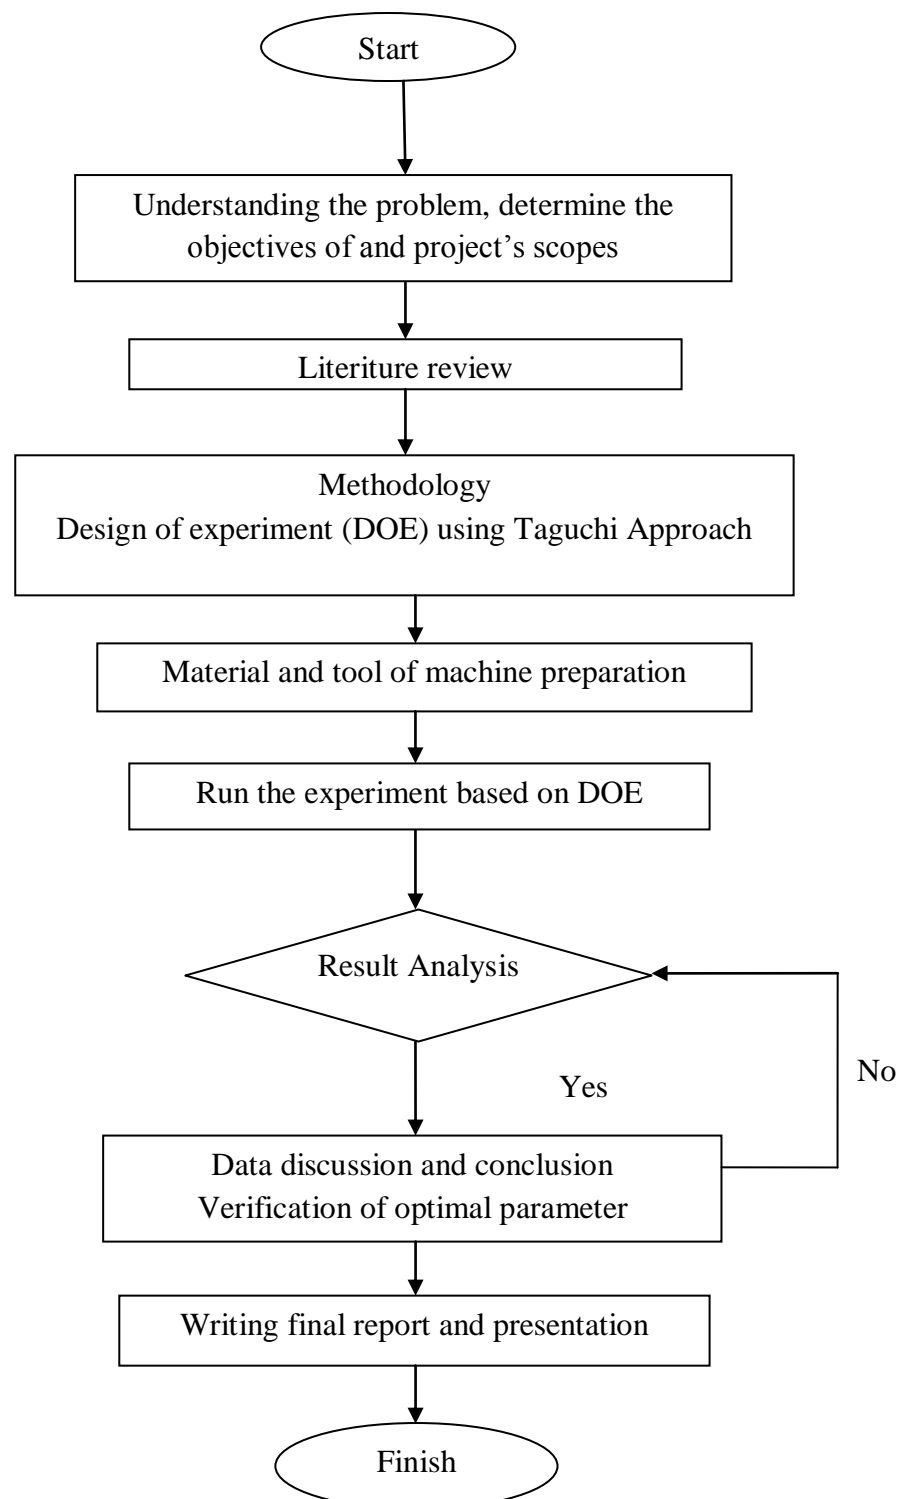 Start
Understanding the problem, determine the
objectives of and project’s scopes
Literiture review
Methodology
Design of experiment (DOE) using Taguchi Approach
Material and tool of machine preparation
Run the experiment based on DOE
Result Analysis
No
Yes
Data discussion and conclusion
Verification of optimal parameter
Writing final report and presentation
Finish